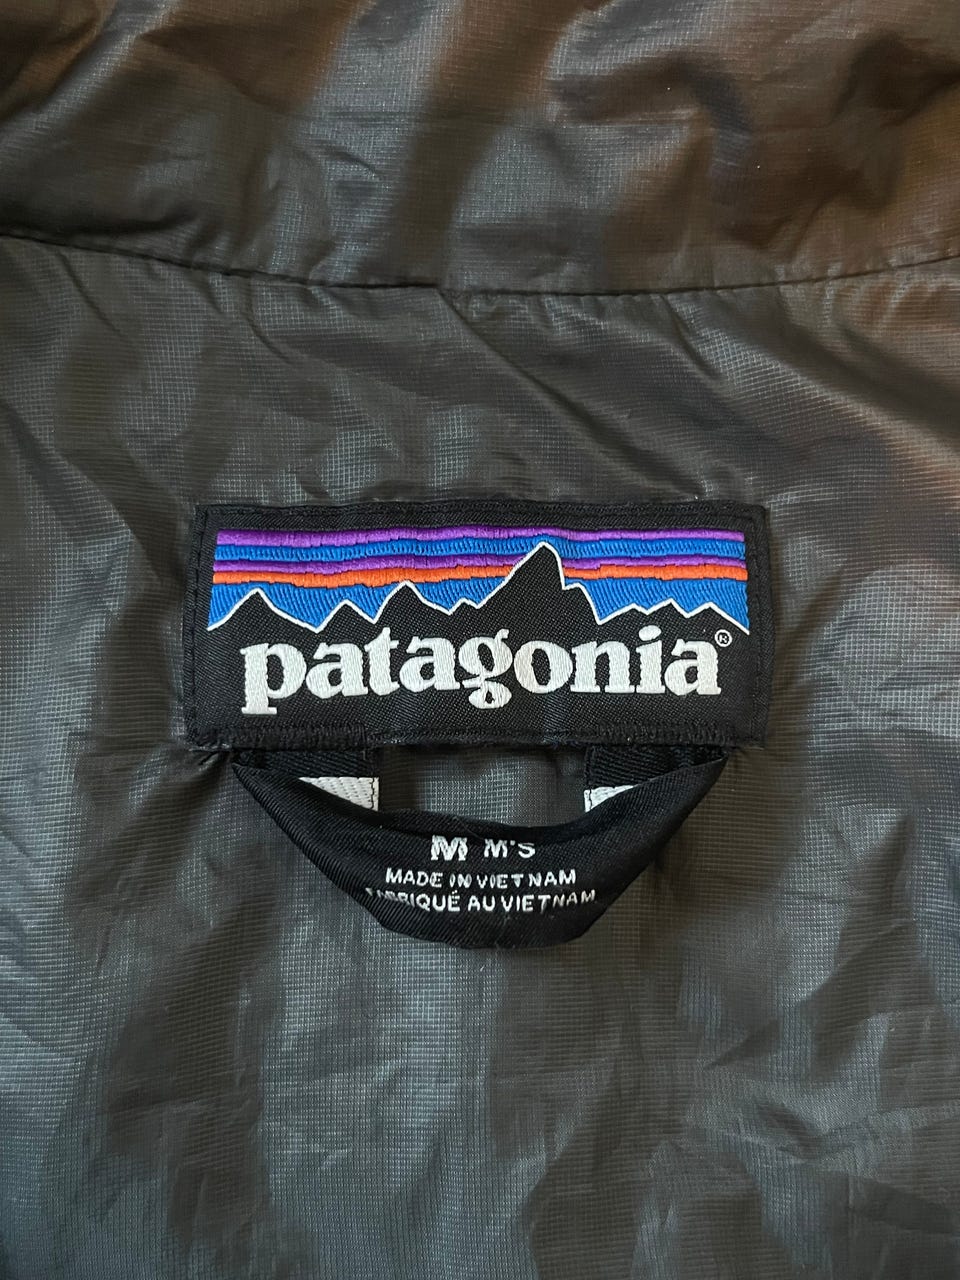 patagonia®
M M'S
MADE IN VIETNAM
FABRIQUÉ AU VIETNAM